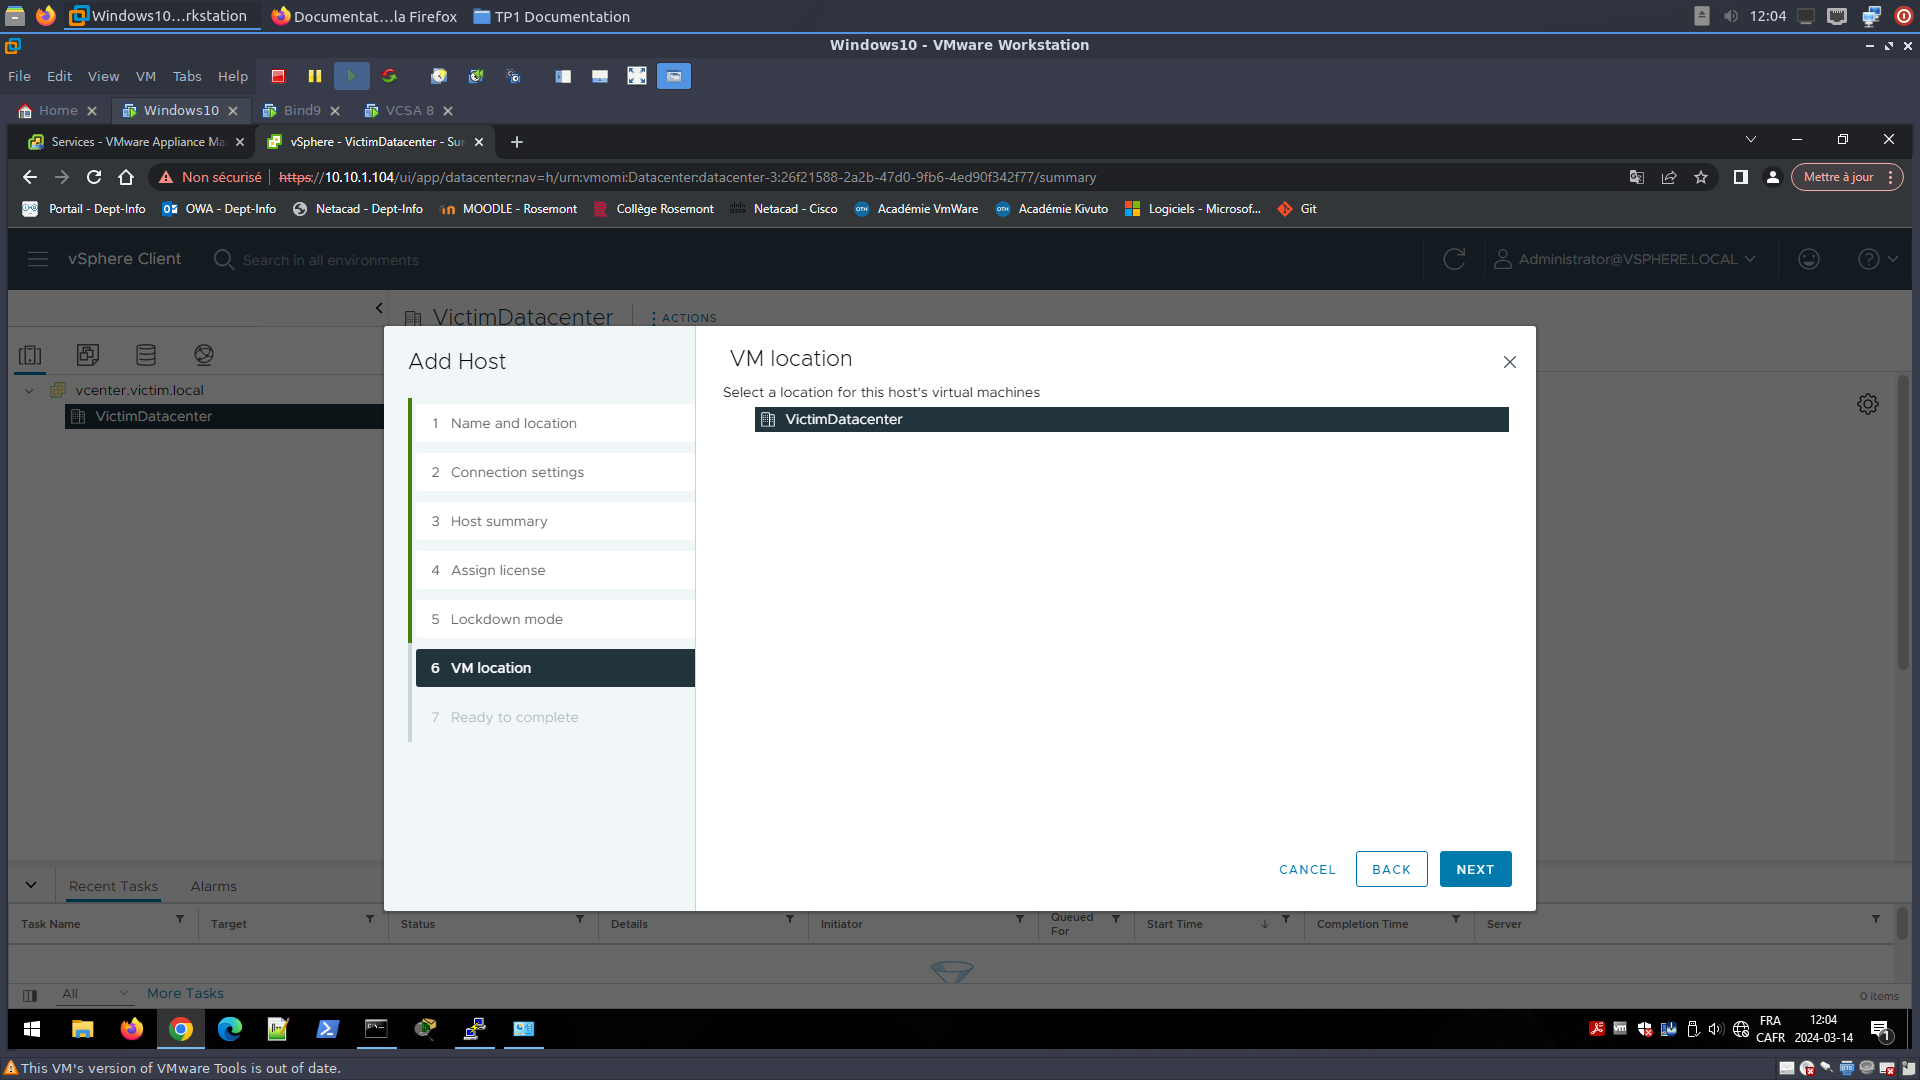 Windows10...rkstation
Documentat...la Firefox
TP1 Documentation
12:04
Windows10 - VMware Workstation
File Edit View VM Tabs Help
Home
Windows10
Bind9
VCSA 8
Services - VMware Appliance Ma
vSphere - VictimDatacenter - Sum
Non sécurisé
https://10.10.1.104/ui/app/datacenter;nav=h/urn:vmomi:Datacenter:datacenter-3:26f21588-2a2b-47d0-9fb6-4ed90f342f77/summary
Mettre à jour
Portail - Dept-Info
OWA - Dept-Info
Netacad - Dept-Info
MOODLE - Rosemont
Collège Rosemont
Netacad - Cisco
Académie VmWare
Académie Kivuto
Logiciels - Microsof...
Git
vSphere Client
Search in all environments
Administrator@VSPHERE.LOCAL
VictimDatacenter
ACTIONS
vcenter.victim.local
VictimDatacenter
Add Host
1 Name and location
2 Connection settings
3 Host summary
4 Assign license
5 Lockdown mode
6 VM location
7 Ready to complete
VM location
Select a location for this host's virtual machines
VictimDatacenter
CANCEL
BACK
NEXT
Recent Tasks
Alarms
Task Name
Target
Status
Details
Initiator
Queued For
Start Time
Completion Time
Server
All
More Tasks
0 items
FRA
CAFR
12:04
2024-03-14
1
This VM's version of VMware Tools is out of date.